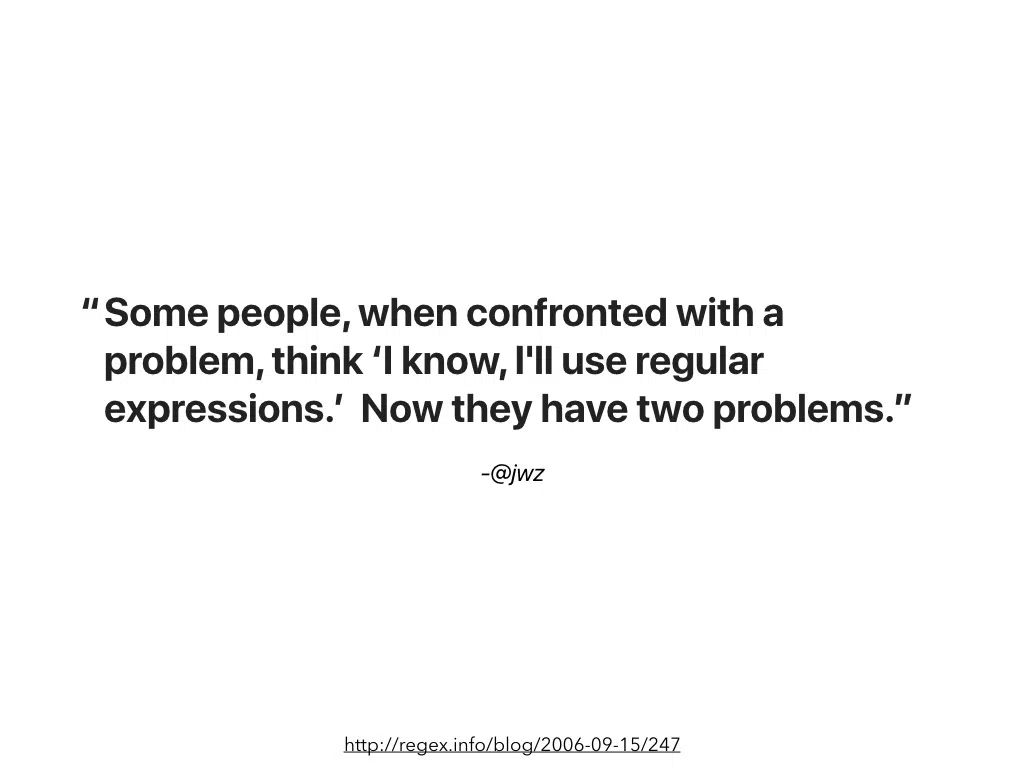 “Some people, when confronted with a
problem, think ‘I know, I'll use regular
expressions.’  Now they have two problems.”
–@jwz
http://regex.info/blog/2006-09-15/247